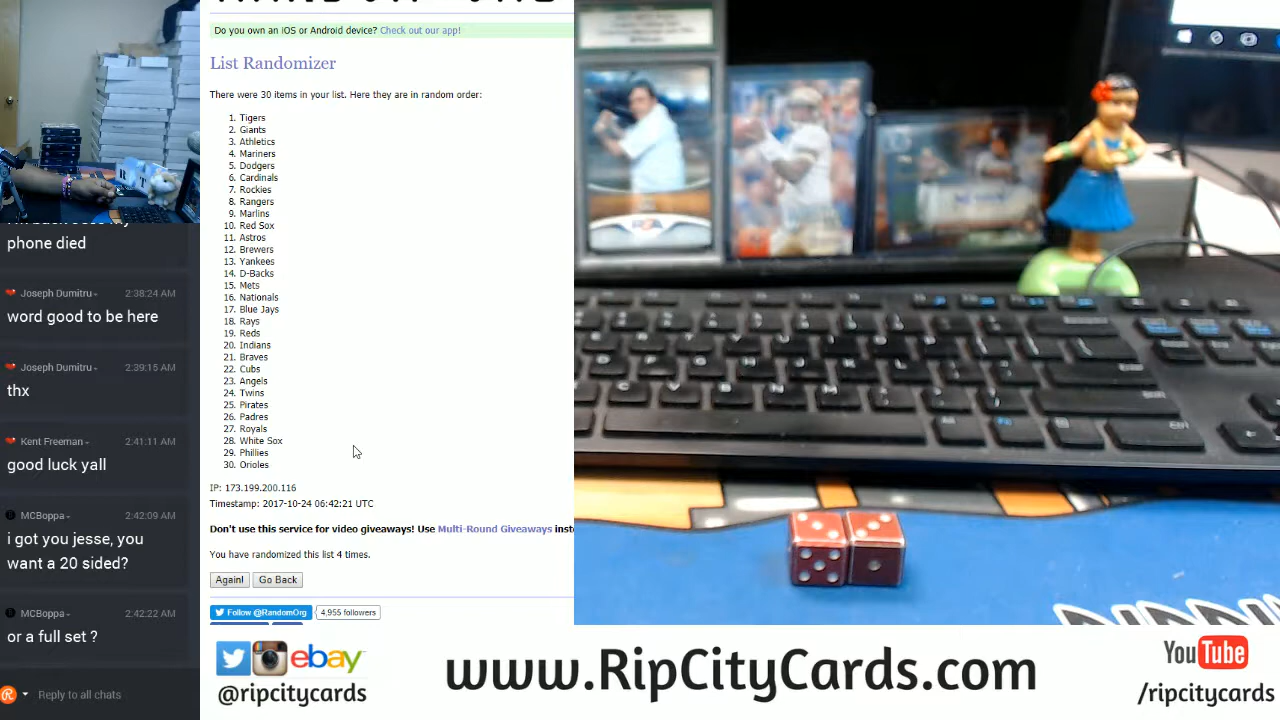 Do you own an iOS or Android device? Check out our app!
List Randomizer
There were 30 items in your list. Here they are in random order:
1. Tigers
2. Giants
3. Athletics
4. Mariners
5. Dodgers
6. Cardinals
7. Rockies
8. Rangers
9. Marlins
10. Red Sox
11. Astros
12. Brewers
13. Yankees
14. D-Backs
15. Mets
16. Nationals
17. Blue Jays
18. Rays
19. Reds
20. Indians
21. Braves
22. Cubs
23. Angels
24. Twins
25. Pirates
26. Padres
27. Royals
28. White Sox
29. Phillies
30. Orioles
IP: 173.199.200.116
Timestamp: 2017-10-24 06:42:21 UTC
Don't use this service for video giveaways! Use Multi-Round Giveaways
You have randomized this list 4 times.
Again! Go Back
Follow @RandomOrg 4,955 followers
phone died
Joseph Dumitru 2:38:24 AM
word good to be here
Joseph Dumitru 2:39:15 AM
thx
Kent Freeman 2:41:11 AM
good luck yall
MCBoppa 2:42:09 AM
i got you jesse, you
want a 20 sided?
MCBoppa 2:42:22 AM
or a full set ?
Reply to all chats
ebay
@ripcitycards
www.RipCityCards.com
YouTube
/ripcitycards